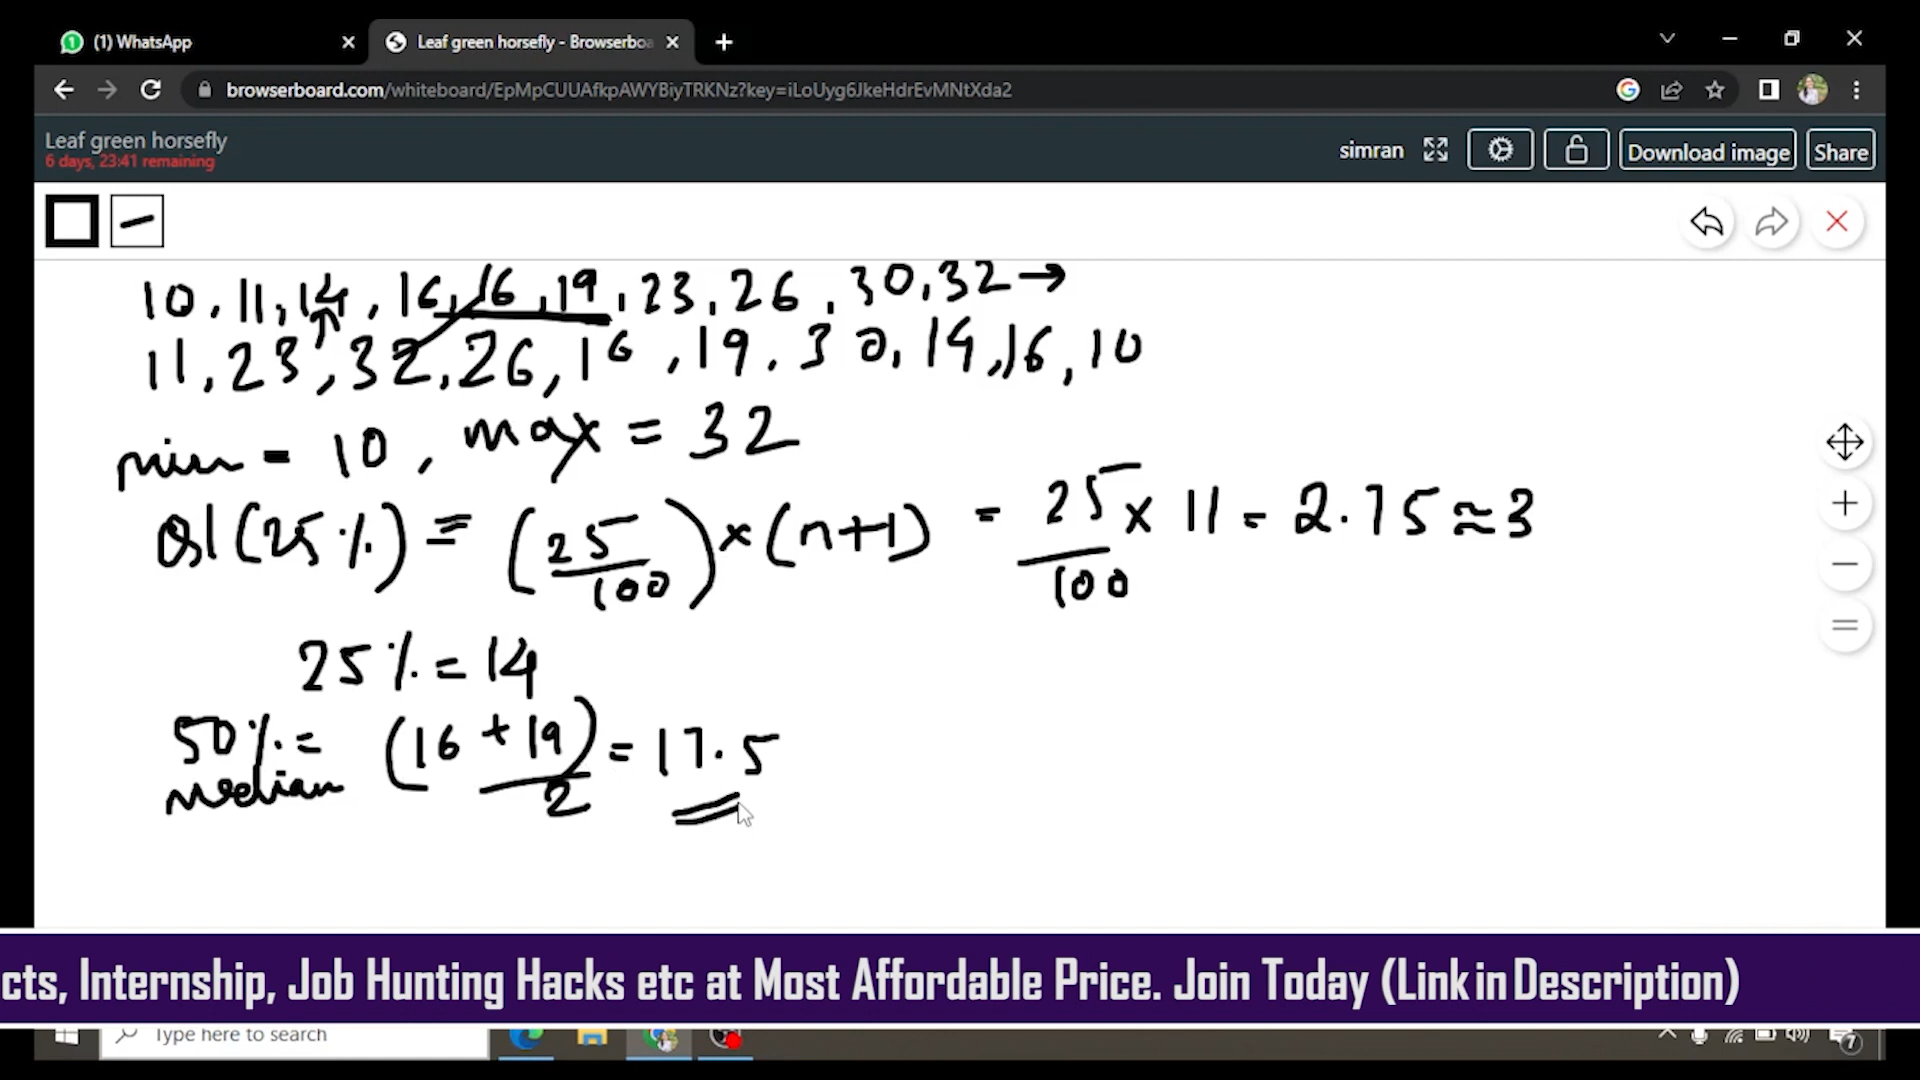 (1) WhatsApp
Leaf green horsefly - Browserboa
browserboard.com/whiteboard/EpMpCUUAfkpAWYBiyTRKNz?key=iLoUyg6JkeHdrEvMNtXda2
Leaf green horsefly
6 days, 23:41 remaining
simran
Download image
Share
10, 11, 14, 16, 16, 19, 23, 26, 30, 32 →
11, 23, 32, 26, 16, 19, 30, 14, 16, 10
min = 10, max = 32
Q1 (25%) = (25/100) × (n+1) = 25/100 × 11 = 2.75 ≈ 3
25% = 14
50% = (16 + 19)/2 = 17.5
median
cts, Internship, Job Hunting Hacks etc at Most Affordable Price. Join Today (Link in Description)
Type here to search
7